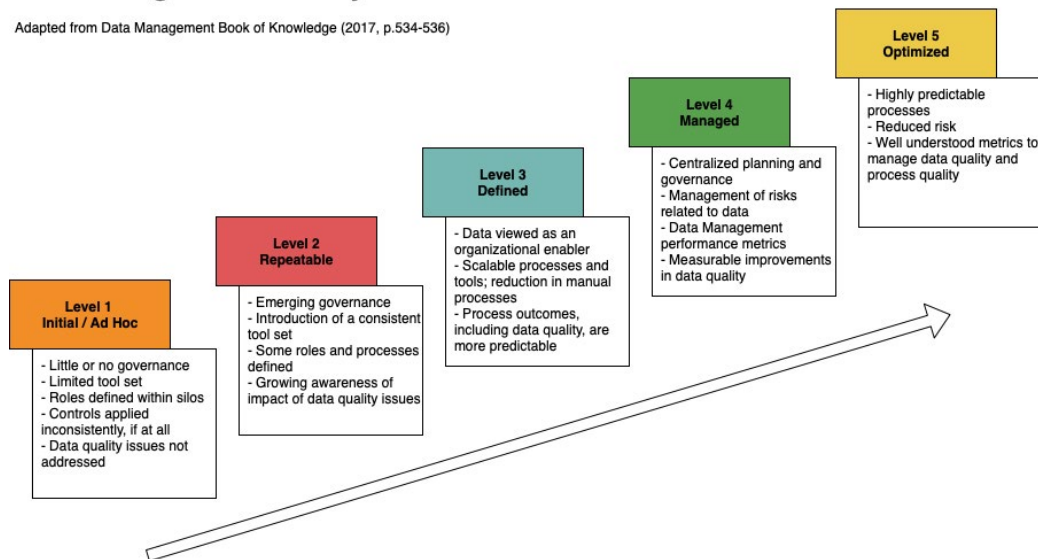 Adapted from Data Management Book of Knowledge (2017, p.534-536)
Level 1
Initial / Ad Hoc
- Little or no governance
- Limited tool set
- Roles defined within silos
- Controls applied
inconsistently, if at all
- Data quality issues not
addressed
Level 2
Repeatable
- Emerging governance
- Introduction of a consistent
tool set
- Some roles and processes
defined
- Growing awareness of
impact of data quality issues
Level 3
Defined
- Data viewed as an
organizational enabler
- Scalable processes and
tools; reduction in manual
processes
- Process outcomes,
including data quality, are
more predictable
Level 4
Managed
- Centralized planning and
governance
- Management of risks
related to data
- Data Management
performance metrics
- Measurable improvements
in data quality
Level 5
Optimized
- Highly predictable
processes
- Reduced risk
- Well understood metrics to
manage data quality and
process quality